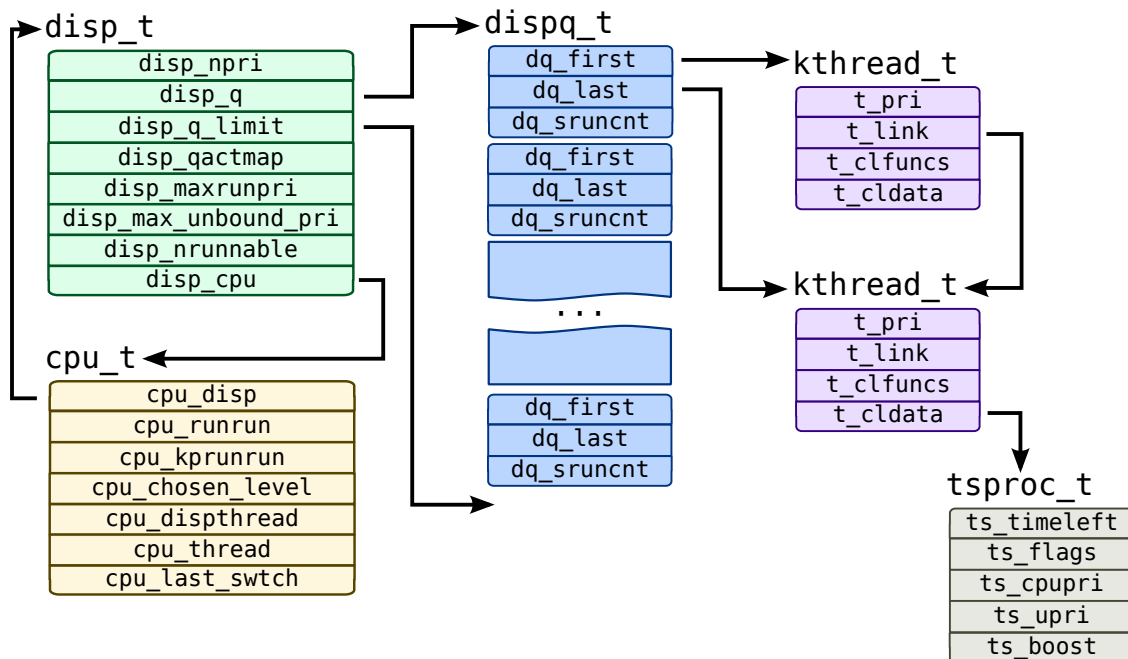 disp_t
disp_npri
disp_q
disp_q_limit
disp_qactmap
disp_maxrunpri
disp_max_unbound_pri
disp_nrunnable
disp_cpu
cpu_t
cpu_disp
cpu_runrun
cpu_kprunrun
cpu_chosen_level
cpu_dispthread
cpu_thread
cpu_last_swtch
dispq_t
dq_first
dq_last
dq_sruncnt
dq_first
dq_last
dq_sruncnt
...
dq_first
dq_last
dq_sruncnt
kthread_t
t_pri
t_link
t_clfuncs
t_cldata
kthread_t
t_pri
t_link
t_clfuncs
t_cldata
tsproc_t
ts_timeleft
ts_flags
ts_cpupri
ts_upri
ts_boost